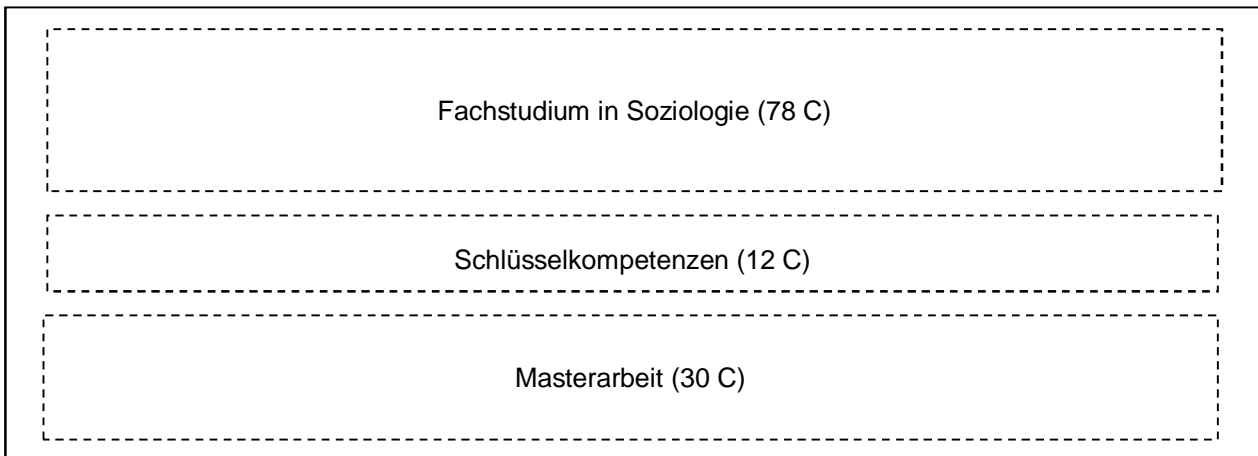 Fachstudium in Soziologie (78 C)
Schlüsselkompetenzen (12 C)
Masterarbeit (30 C)